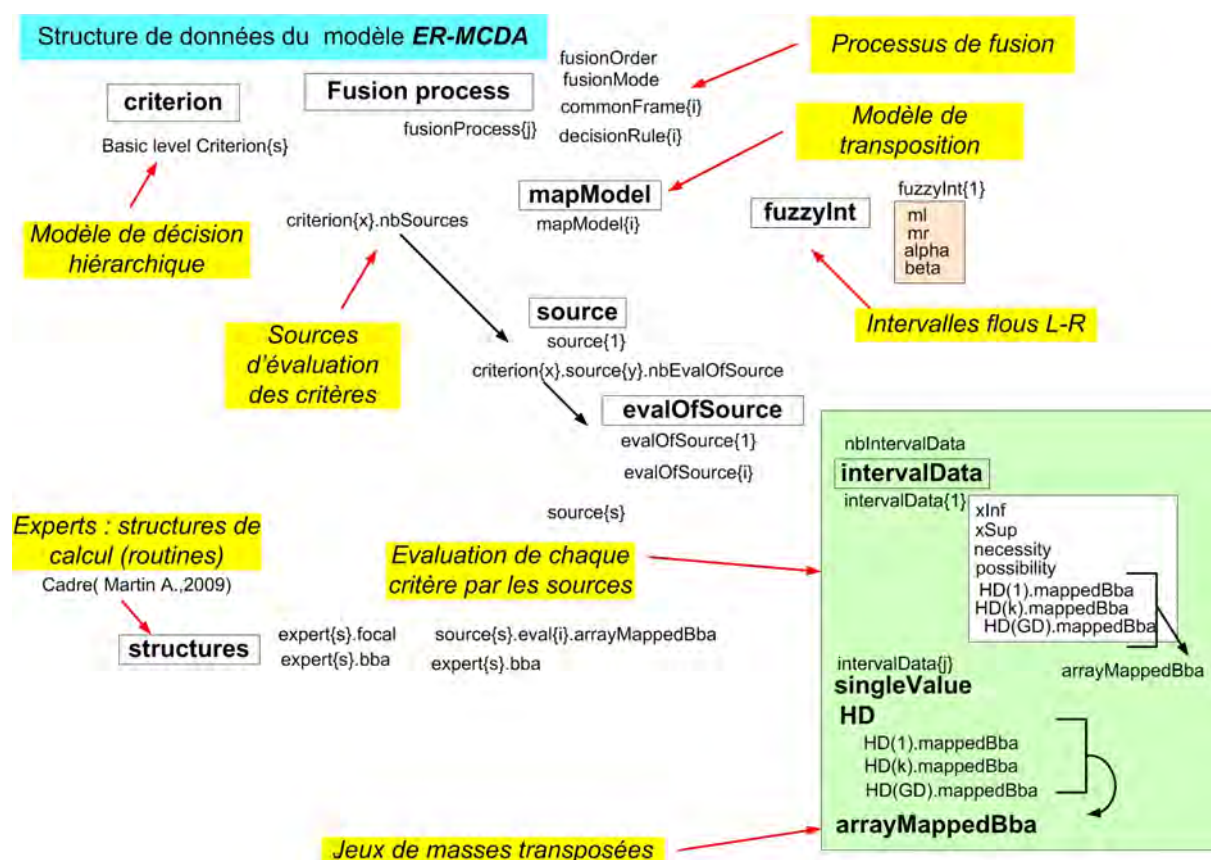 Structure de données du modèle ER-MCDA
criterion
Basic level Criterion{s}
Modèle de décision
hiérarchique
Fusion process
fusionProcess{j}
fusionOrder
fusionMode
commonFrame{i}
decisionRule{i}
Processus de fusion
Modèle de
transposition
mapModel
mapModel{i}
fuzzyInt
fuzzyInt{1}
ml
mr
alpha
beta
Intervalles flous L-R
criterion{x}.nbSources
Sources
d'évaluation
des critères
source
source{1}
criterion{x}.source{y}.nbEvalOfSource
evalOfSource
evalOfSource{1}
evalOfSource{i}
source{s}
Experts : structures de
calcul (routines)
Cadre( Martin A.,2009)
structures
expert{s}.focal
expert{s}.bba
source{s}.eval{i}.arrayMappedBba
expert{s}.bba
Evaluation de chaque
critère par les sources
nbIntervalData
intervalData
intervalData{1}
xInf
xSup
necessity
possibility
HD(1).mappedBba
HD(k).mappedBba
HD(GD).mappedBba
arrayMappedBba
intervalData{j}
singleValue
HD
HD(1).mappedBba
HD(k).mappedBba
HD(GD).mappedBba
arrayMappedBba
Jeux de masses transposées